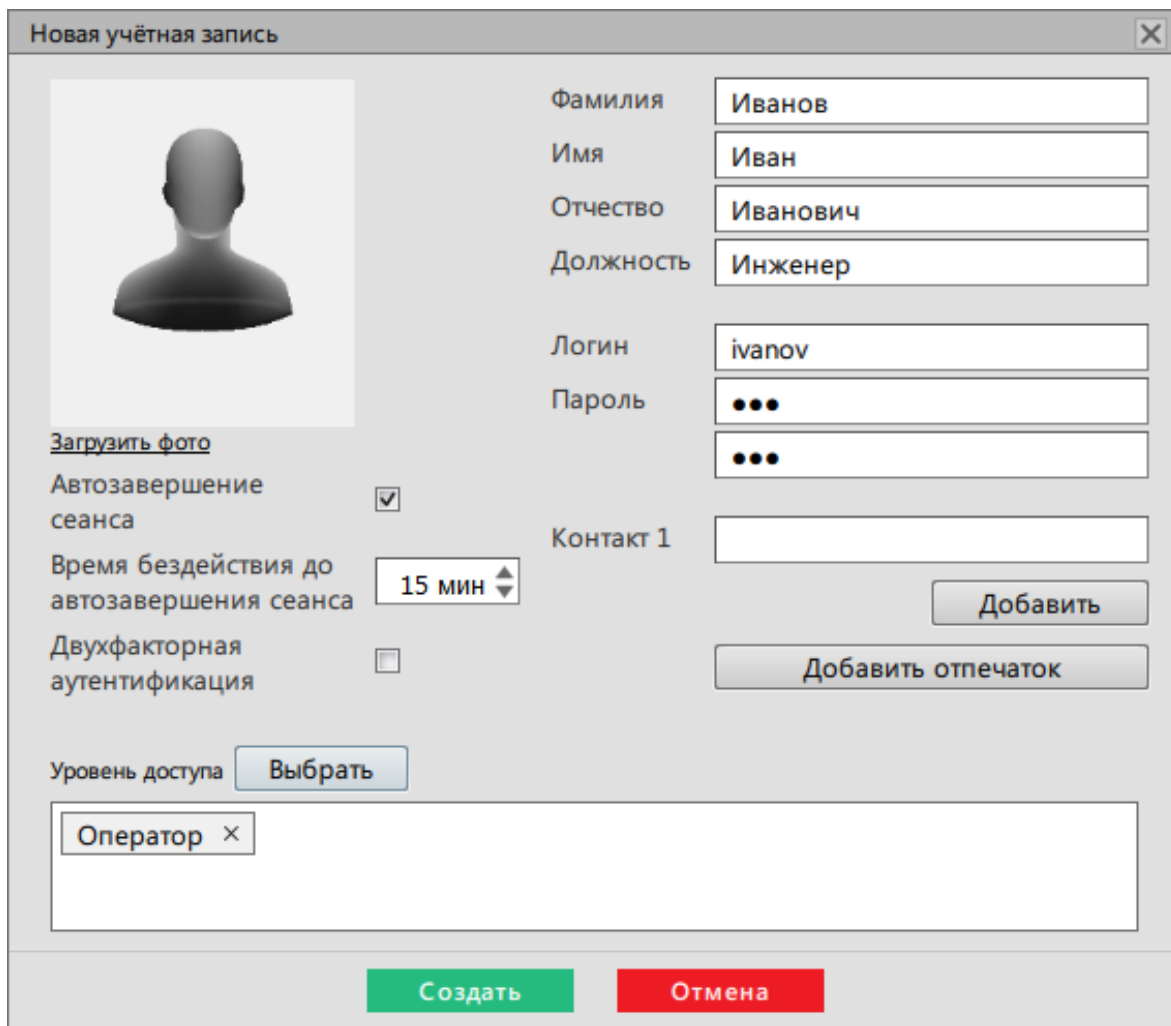 Новая учётная запись
Фамилия Иванов
Имя Иван
Отчество Иванович
Должность Инженер
Логин ivanov
Пароль ●●●
●●●
Загрузить фото
Автозавершение
сеанса
Время бездействия до
автозавершения сеанса 15 мин
Двухфакторная
аутентификация
Контакт 1
Добавить
Добавить отпечаток
Уровень доступа Выбрать
Оператор ×
Создать Отмена